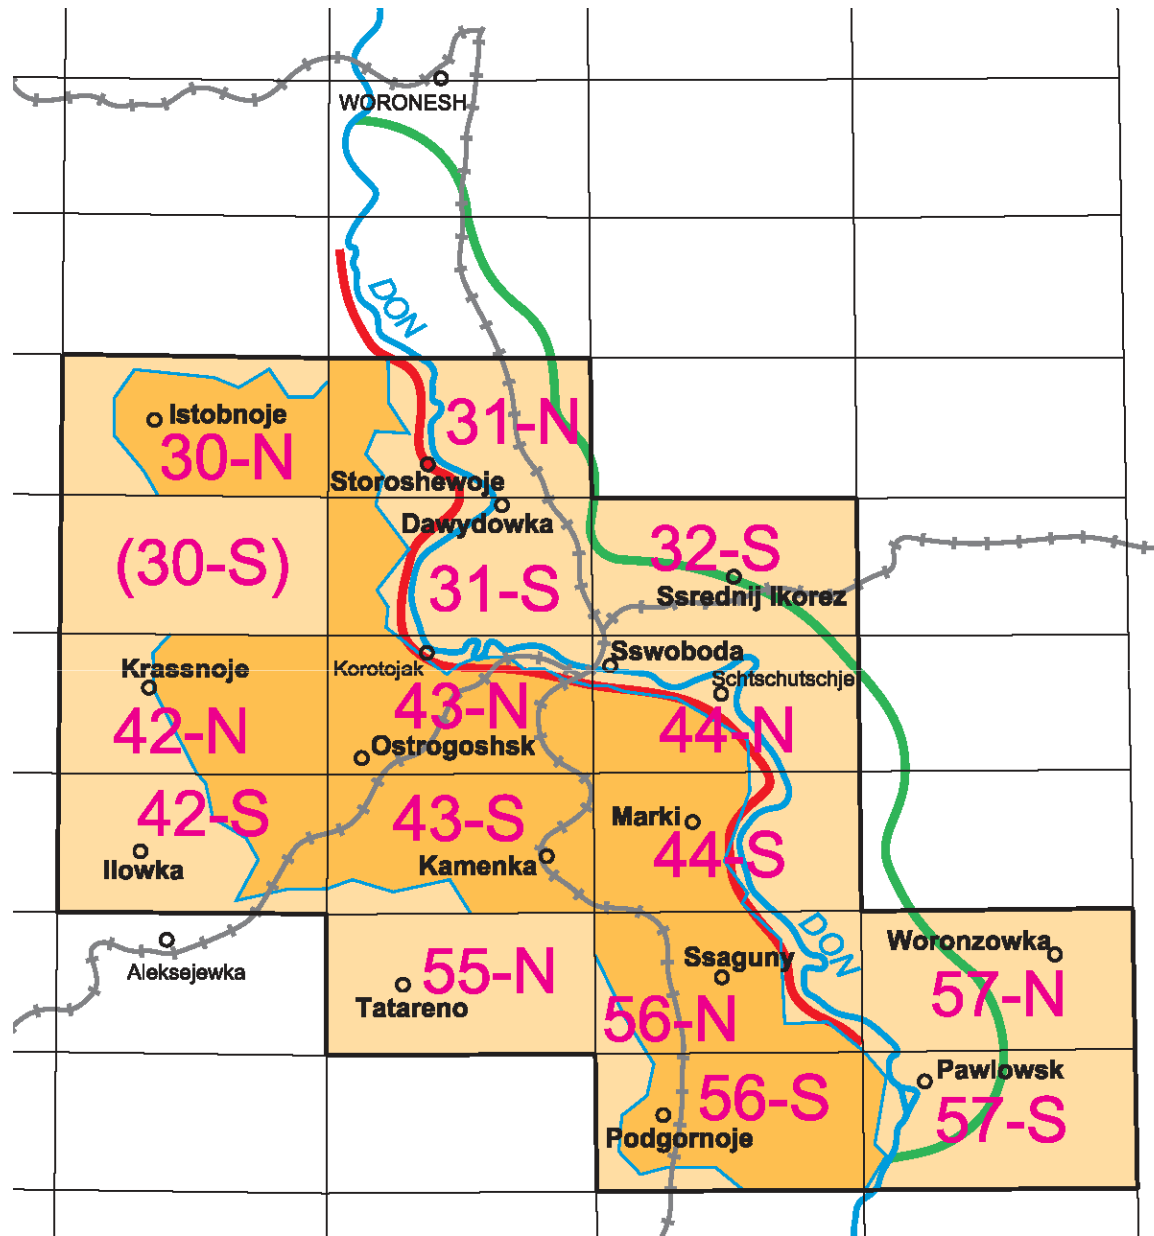 WORONESH
DON
Istobnoje
30-N
31-N
Storoshewoje
Dawydowka
(30-S)
31-S
32-S
Ssrednij Ikorez
Krassnoje
Korotojak
Sswoboda
Schtschutschje
42-N
43-N
44-N
Ostrogoshsk
42-S
43-S
Marki
44-S
Ilowka
Kamenka
DON
Aleksejewka
55-N
Tatareno
Ssaguny
56-N
Woronzowka
57-N
56-S
Podgornoje
Pawlowsk
57-S